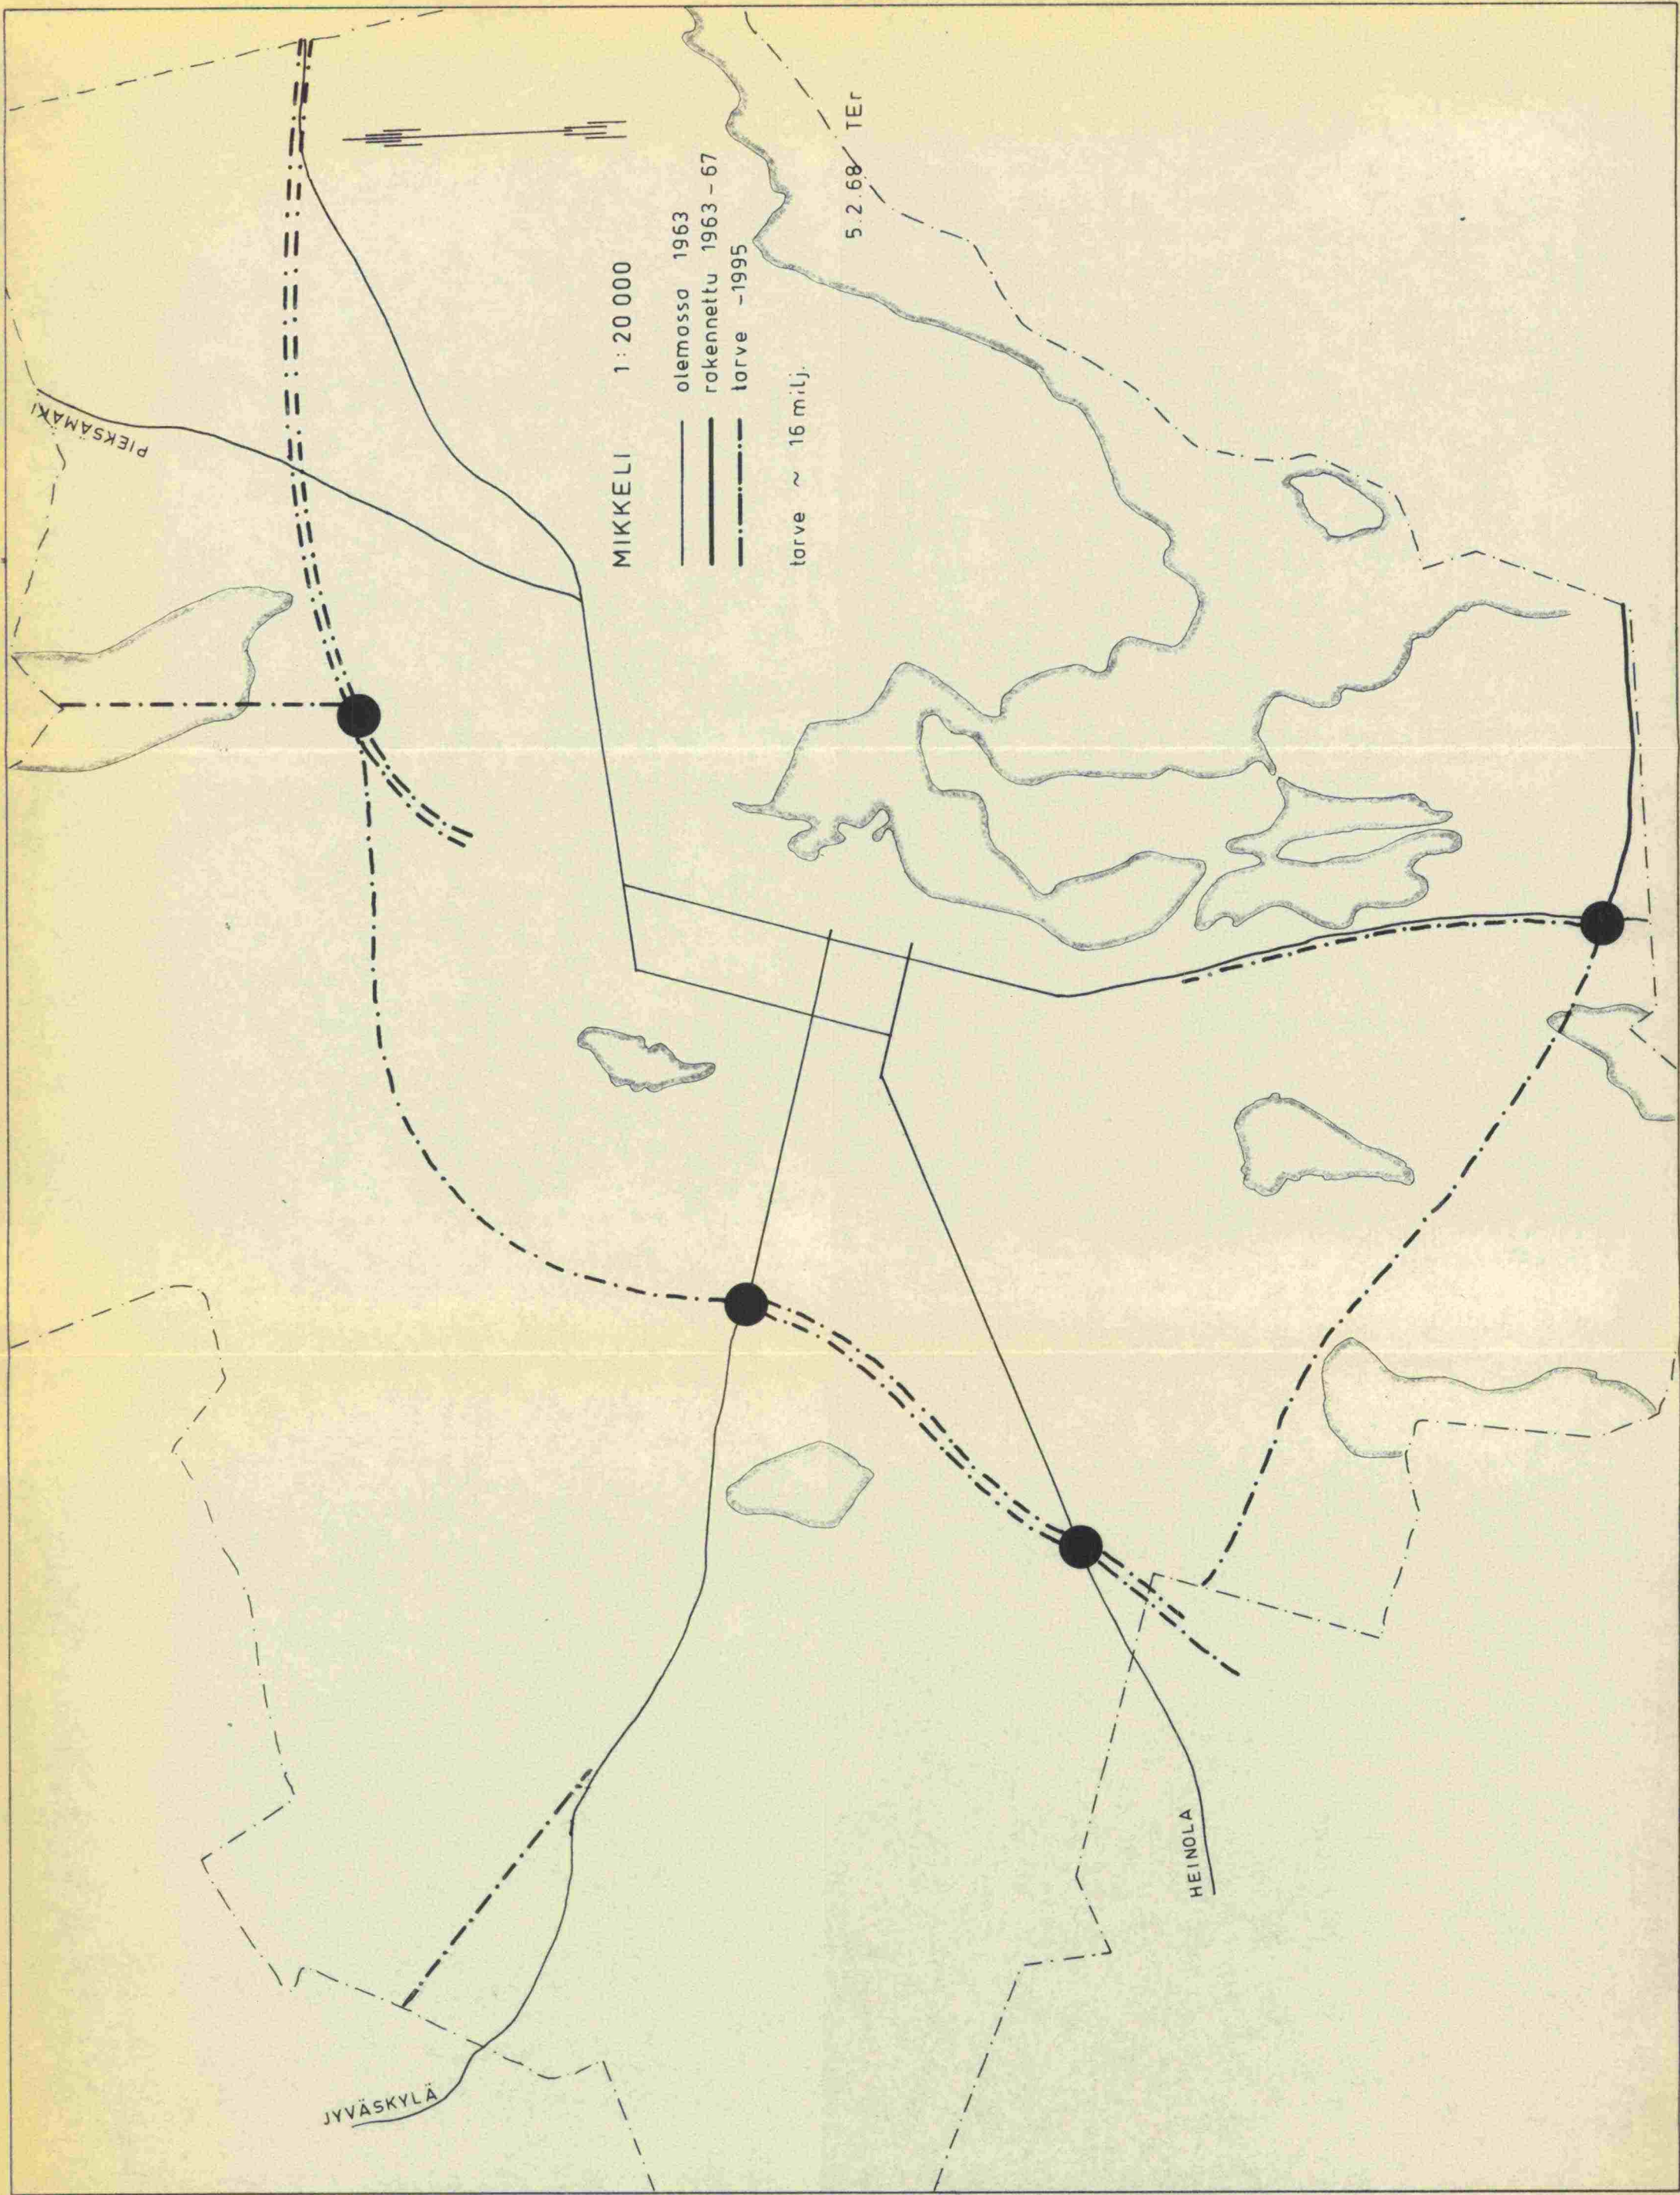 MIKKELI 1:20 000
olemassa 1963
rakennettu 1963-67
tarve -1995
tarve ~ 16 milj.
5.2.68 TEr
PIEKSÄMÄKI
JYVÄSKYLÄ
HEINOLA